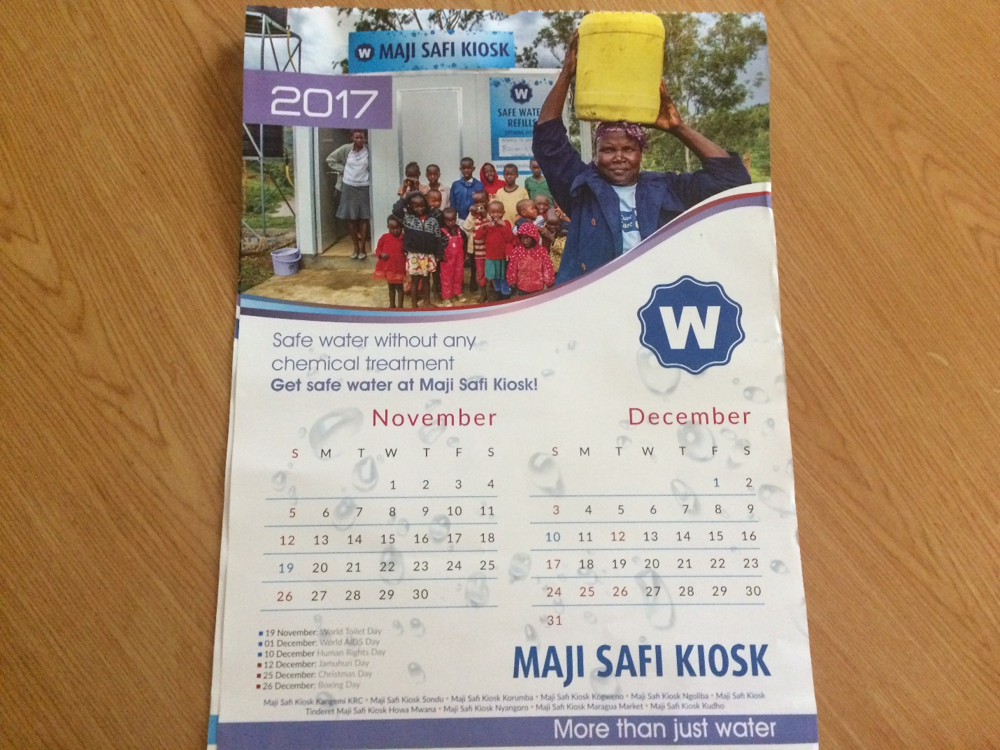 W MAJI SAFI KIOSK
2017
W
SAFE WATER
REFILLS
Safe water without any
chemical treatment
Get safe water at Maji Safi Kiosk!
W
November
S M T W T F S
1 2 3 4
5 6 7 8 9 10 11
12 13 14 15 16 17 18
19 20 21 22 23 24 25
26 27 28 29 30
December
S M T W T F S
1 2
3 4 5 6 7 8 9
10 11 12 13 14 15 16
17 18 19 20 21 22 23
24 25 26 27 28 29 30
31
19 November: World Toilet Day
01 December: World AIDS Day
10 December Human Rights Day
12 December: Jamuhuri Day
25 December: Christmas Day
26 December: Boxing Day
MAJI SAFI KIOSK
Maji Safi Kiosk Kangemi KRC • Maji Safi Kiosk Sondu • Maji Safi Kiosk Korumba • Maji Safi Kiosk Kogweno • Maji Safi Kiosk Ngoliba • Maji Safi Kiosk
Tinderet Maji Safi Kiosk Howa Mwana • Maji Safi Kiosk Nyangoro • Maji Safi Kiosk Maragua Market • Maji Safi Kiosk Kudho
More than just water